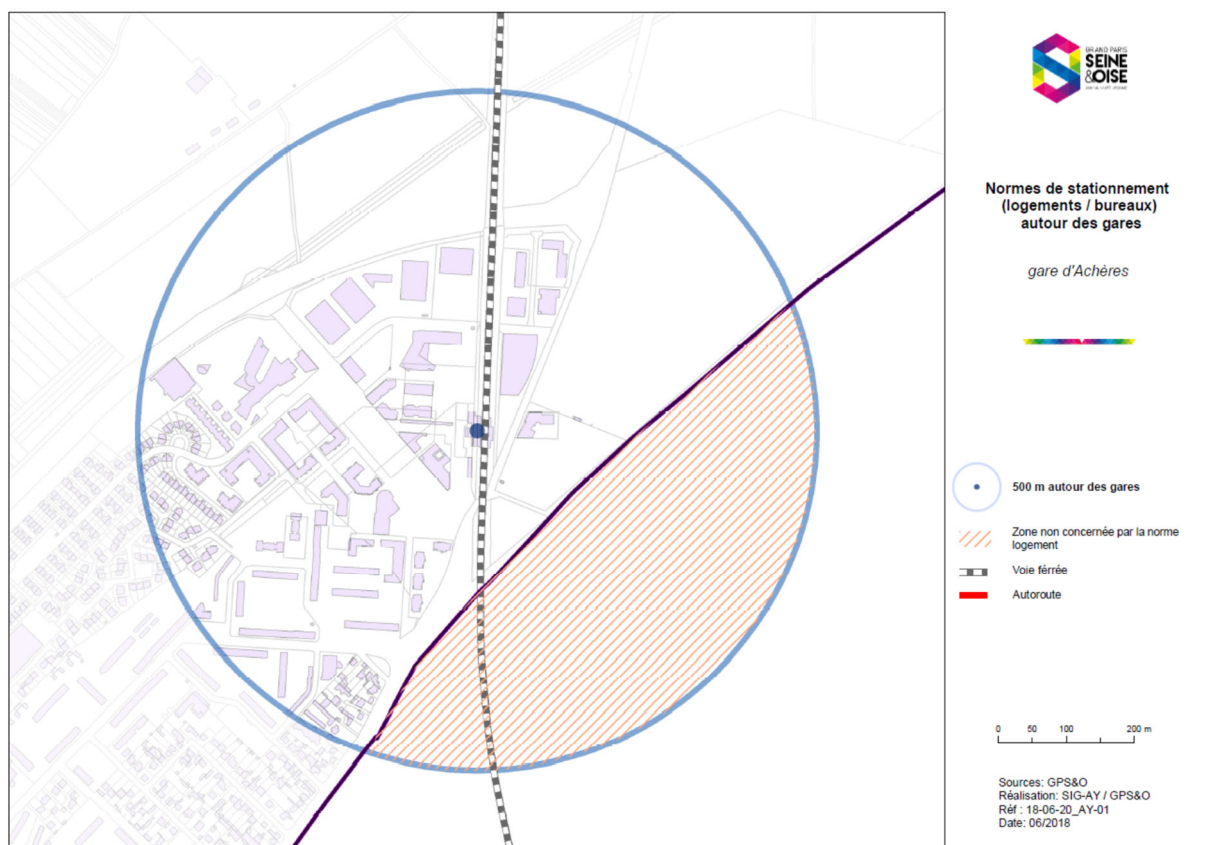 GRAND PARIS
SEINE
&OISE
Normes de stationnement
(logements / bureaux)
autour des gares
gare d'Achères
500 m autour des gares
Zone non concernée par la norme
logement
Voie férrée
Autoroute
0 50 100 200 m
Sources: GPS&O
Réalisation: SIG-AY / GPS&O
Réf : 18-06-20_AY-01
Date: 06/2018